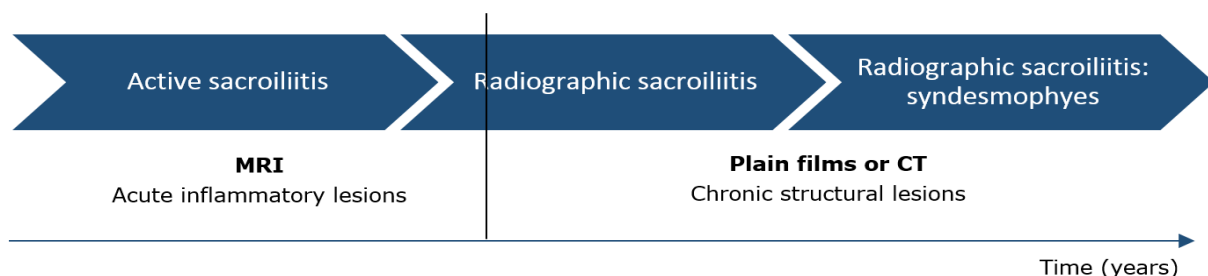 Active sacroiliitis
Radiographic sacroiliitis
Radiographic sacroiliitis:
syndesmophyes
MRI
Acute inflammatory lesions
Plain films or CT
Chronic structural lesions
Time (years)